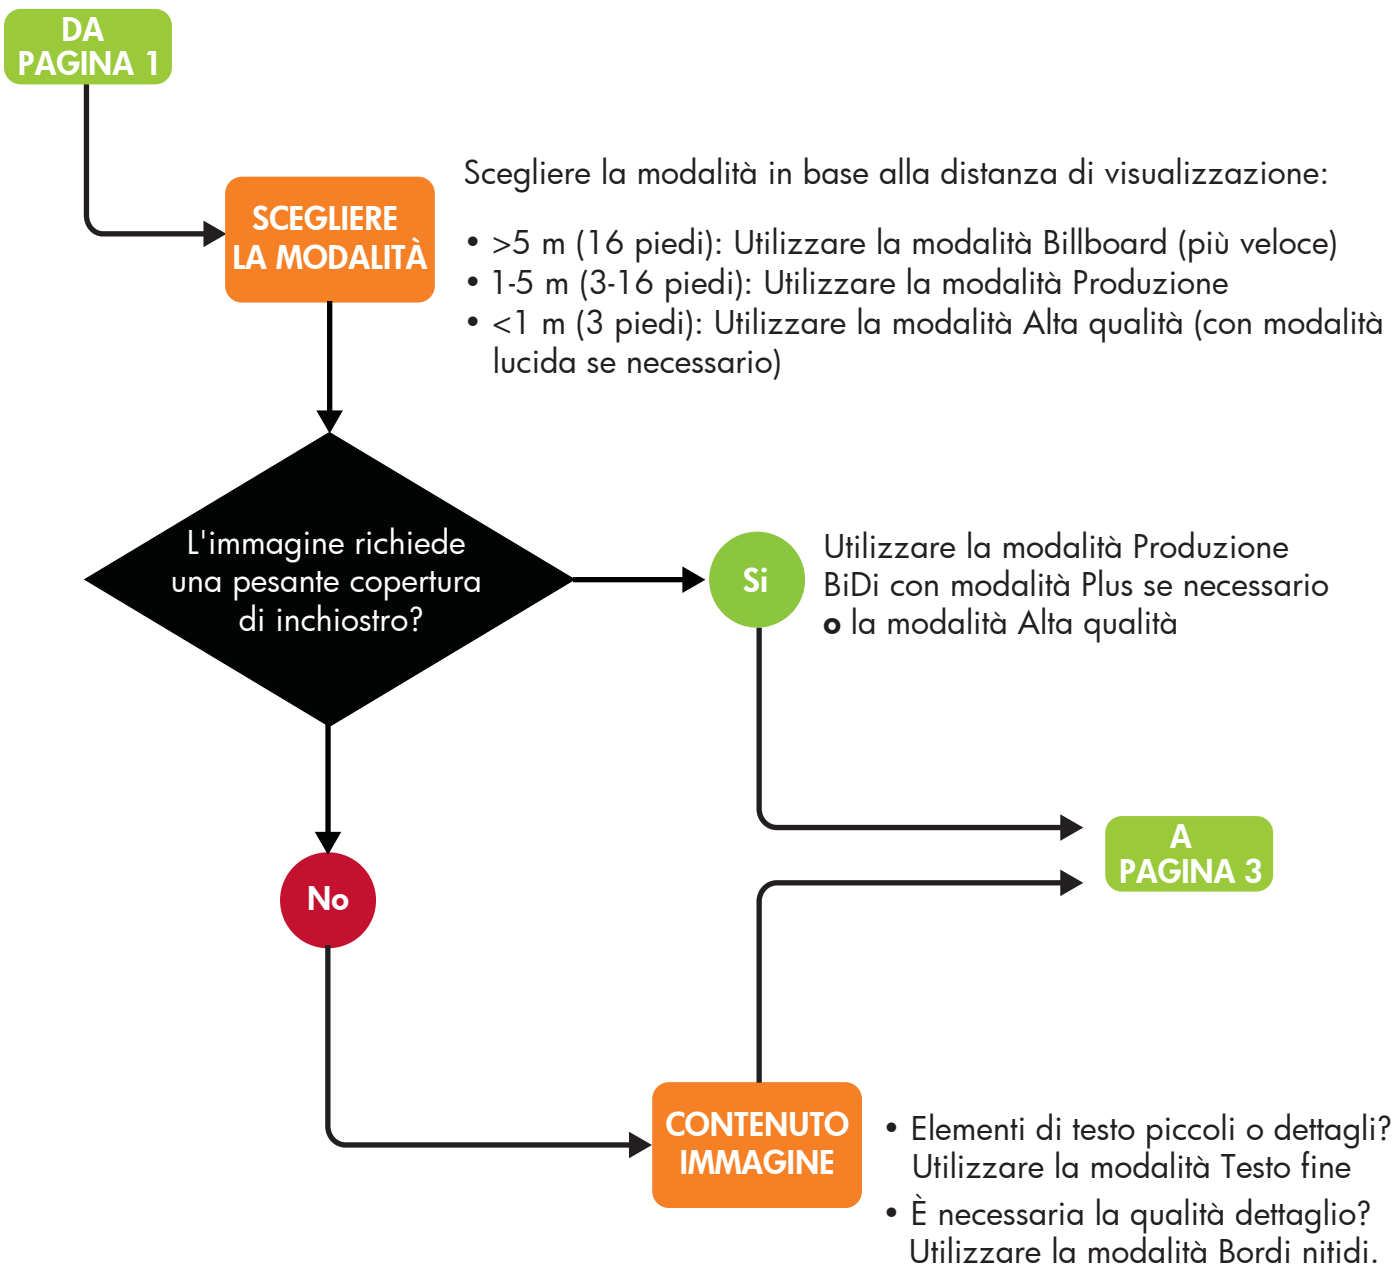 DA
PAGINA 1
Scegliere la modalità in base alla distanza di visualizzazione:
SCEGLIERE
LA MODALITÀ
• >5 m (16 piedi): Utilizzare la modalità Billboard (più veloce)
• 1-5 m (3-16 piedi): Utilizzare la modalità Produzione
• <1 m (3 piedi): Utilizzare la modalità Alta qualità (con modalità
lucida se necessario)
L'immagine richiede
una pesante copertura
di inchiostro?
Si
Utilizzare la modalità Produzione
BiDi con modalità Plus se necessario
o la modalità Alta qualità
A
PAGINA 3
No
CONTENUTO
IMMAGINE
• Elementi di testo piccoli o dettagli?
Utilizzare la modalità Testo fine
• È necessaria la qualità dettaglio?
Utilizzare la modalità Bordi nitidi.